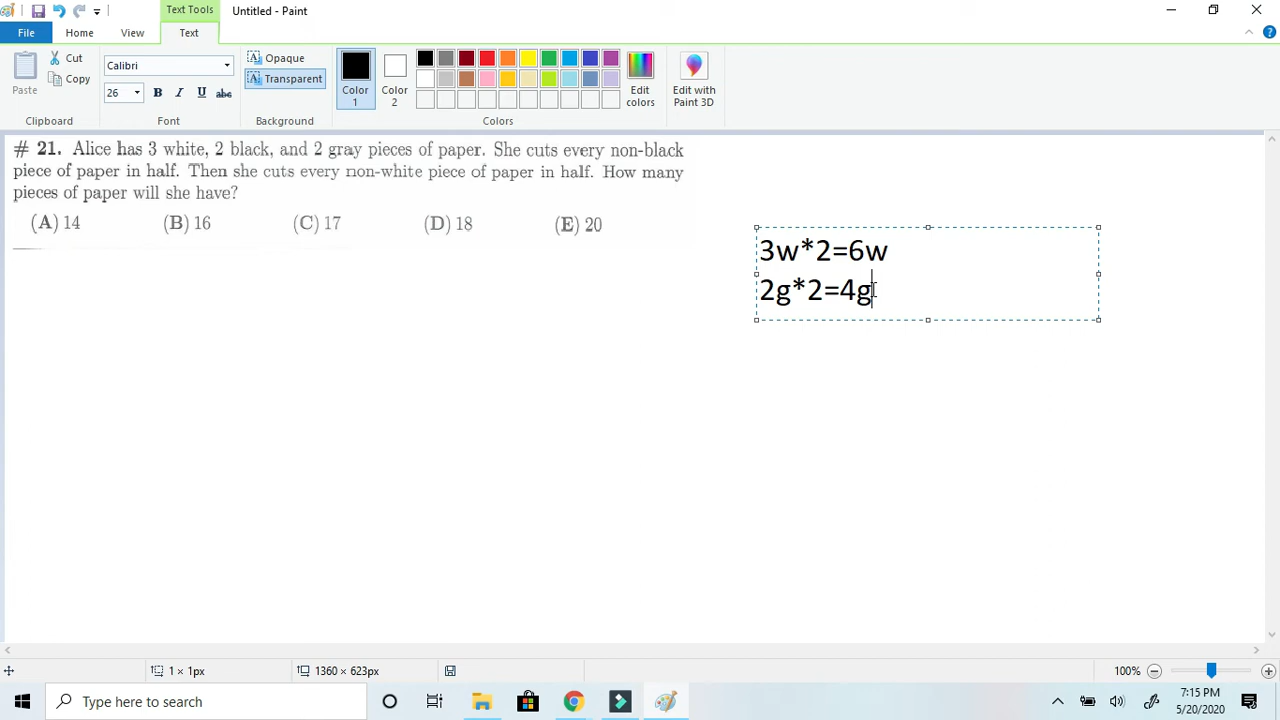 Text Tools
Untitled - Paint
File
Home
View
Text
Paste
Cut
Copy
Clipboard
Calibri
26
B I U abc
Font
Opaque
Transparent
Background
Color 1
Color 2
Edit colors
Colors
Edit with Paint 3D
# 21. Alice has 3 white, 2 black, and 2 gray pieces of paper. She cuts every non-black
piece of paper in half. Then she cuts every non-white piece of paper in half. How many
pieces of paper will she have?
(A) 14 (B) 16 (C) 17 (D) 18 (E) 20
3w*2=6w
2g*2=4g
1 × 1px
1360 × 623px
100%
Type here to search
7:15 PM
5/20/2020